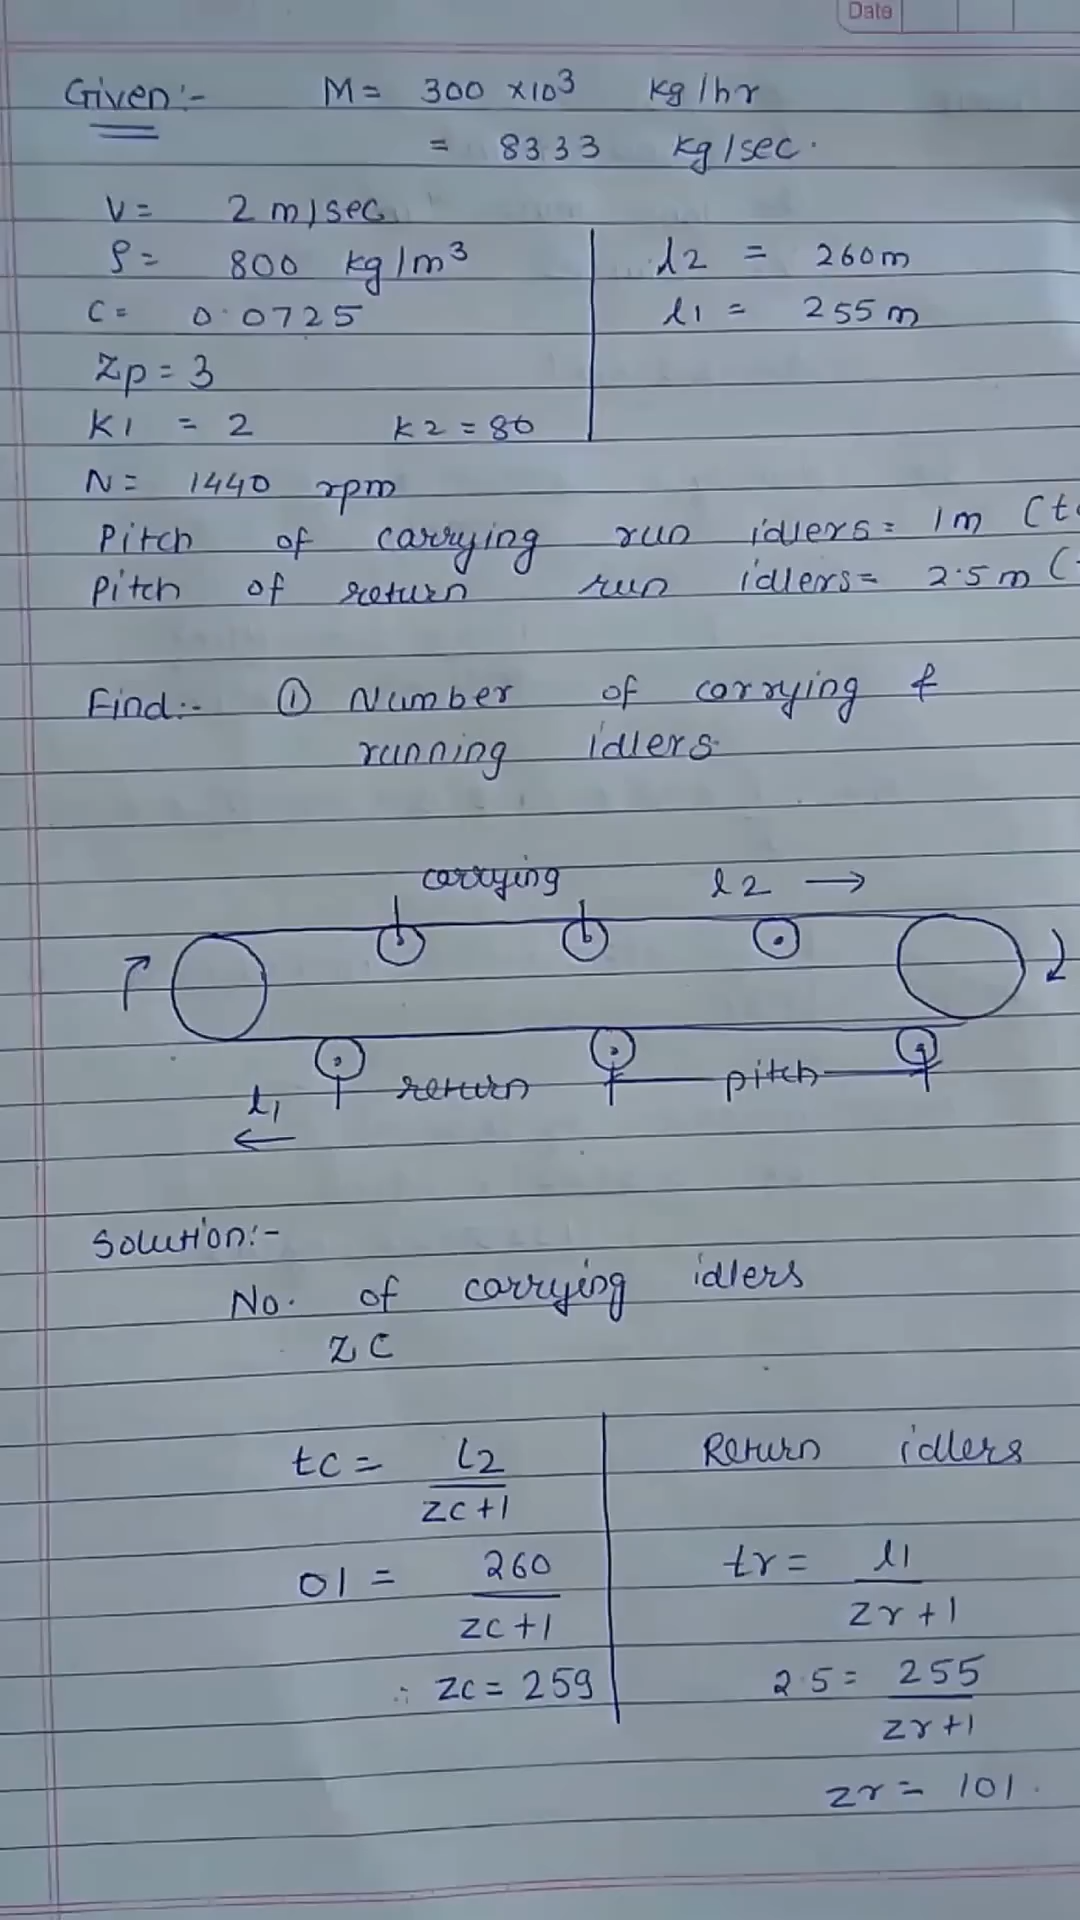 Date
Given:- M = 300 × 10³ kg/hr
= 83.33 kg/sec.
V = 2 m/sec
ρ = 800 kg/m³
C = 0.0725
Zp = 3
K1 = 2 K2 = 80
l2 = 260m
l1 = 255m
N = 1440 rpm
Pitch of carrying run idlers = 1m (t
Pitch of return run idlers = 2.5m (
Find:- ① Number of carrying &
running idlers.
carrying l2 →
l1 return pitch
←
Solution:-
No. of carrying idlers
ZC
tc = l2 / zc+1
01 = 260 / zc+1
∴ zc = 259
Return idlers
tr = l1 / zr+1
2.5 = 255 / zr+1
zr = 101.